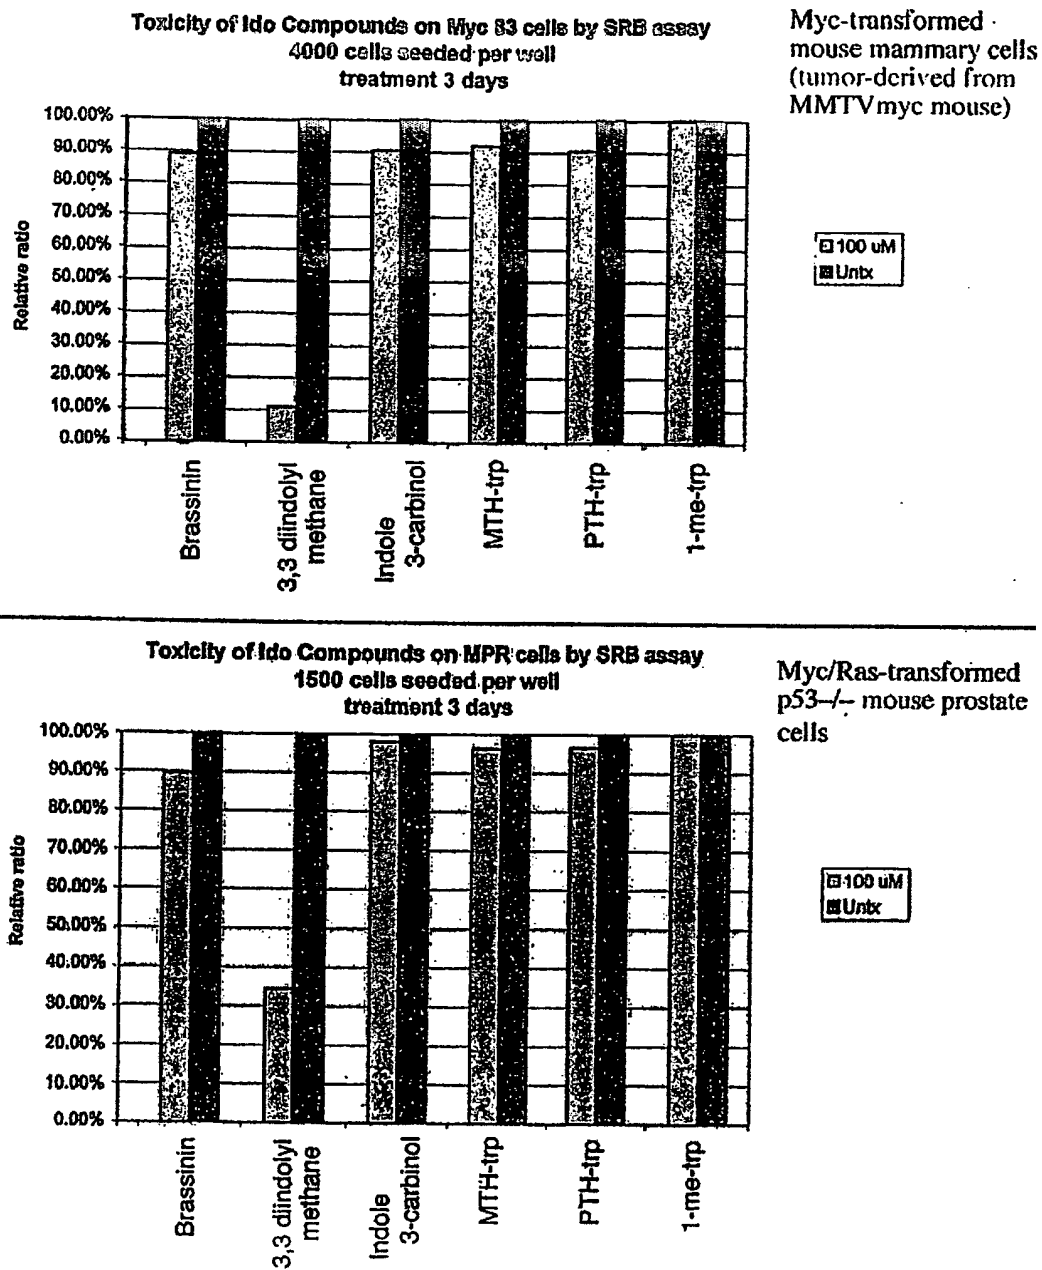 Toxicity of Ido Compounds on Myc 83 cells by SRB assay
4000 cells seeded per well
treatment 3 days
Myc-transformed
mouse mammary cells
(tumor-derived from
MMTVmyc mouse)
100.00%
90.00%
80.00%
70.00%
60.00%
50.00%
40.00%
30.00%
20.00%
10.00%
0.00%
Relative ratio
100 uM
Untx
Brassinin
3,3 diindolyl
methane
Indole
3-carbinol
MTH-trp
PTH-trp
1-me-trp
Toxicity of Ido Compounds on MPR cells by SRB assay
1500 cells seeded per well
treatment 3 days
Myc/Ras-transformed
p53-/- mouse prostate
cells
100.00%
90.00%
80.00%
70.00%
60.00%
50.00%
40.00%
30.00%
20.00%
10.00%
0.00%
Relative ratio
100 uM
Untx
Brassinin
3,3 diindolyl
methane
Indole
3-carbinol
MTH-trp
PTH-trp
1-me-trp